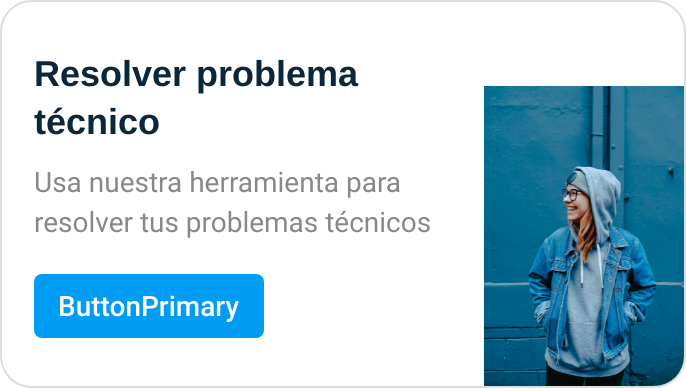 Resolver problema
técnico
Usa nuestra herramienta para
resolver tus problemas técnicos
ButtonPrimary